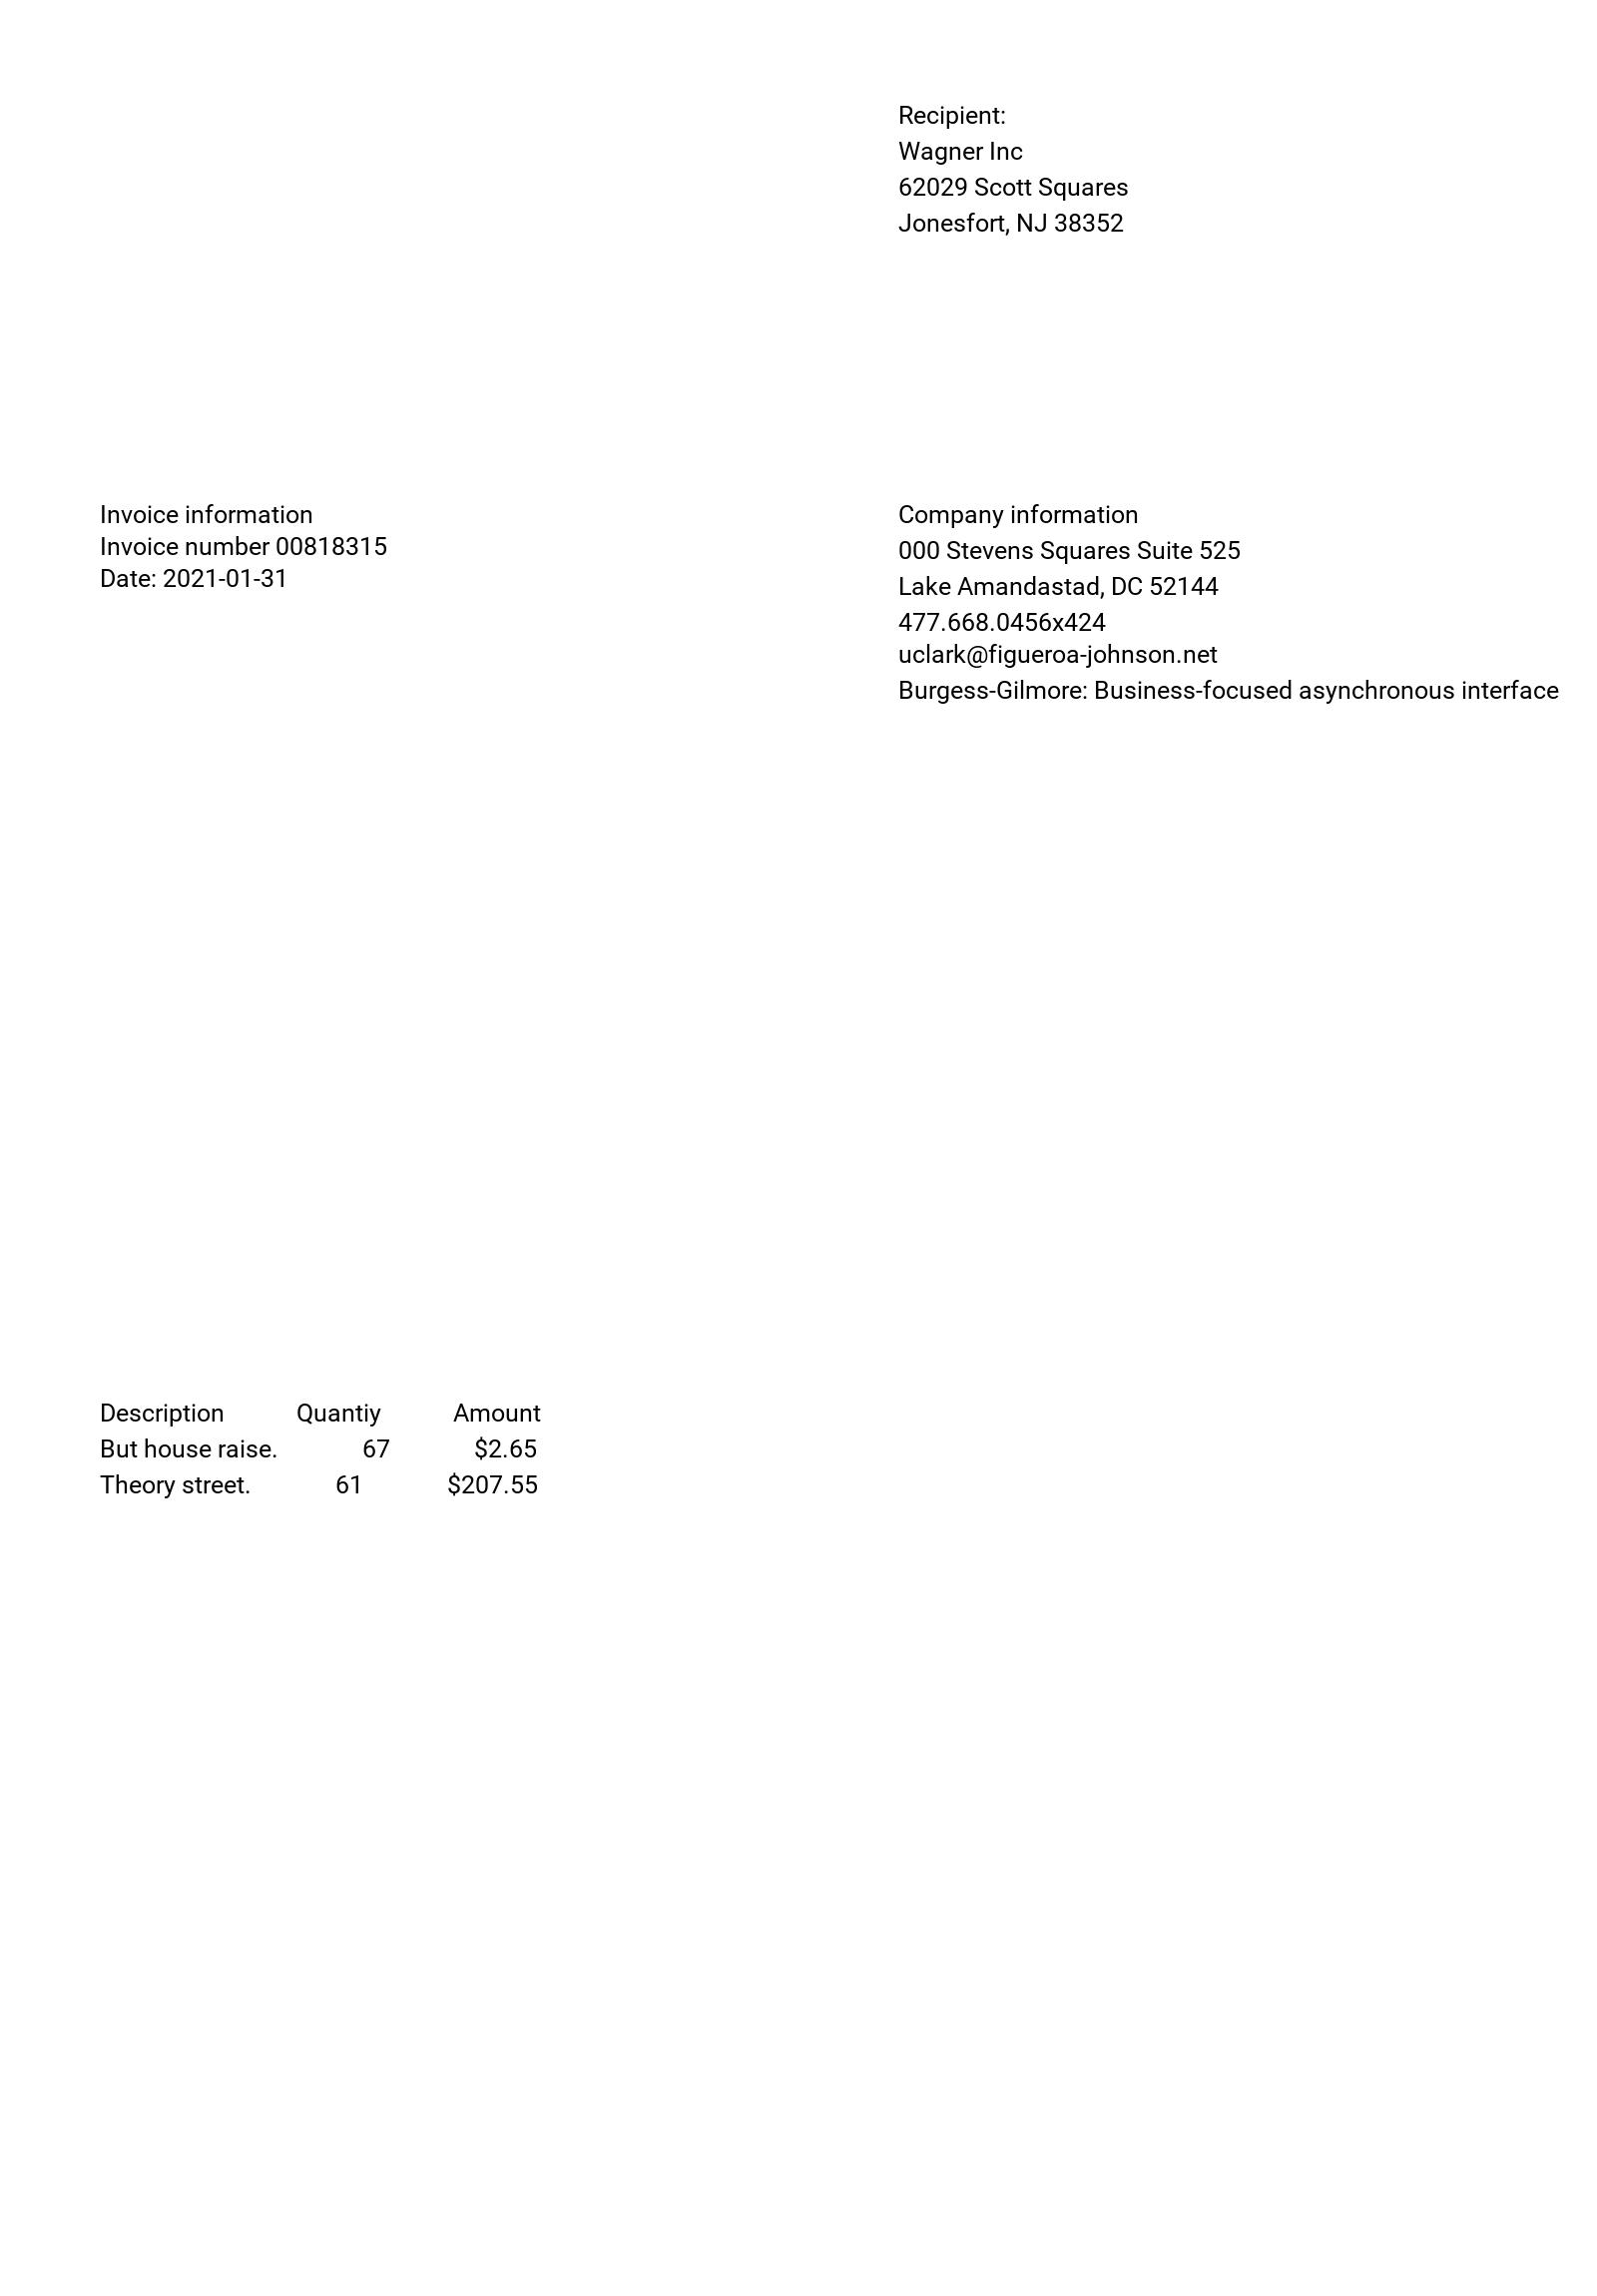 Recipient:
Wagner Inc
62029 Scott Squares
Jonesfort, NJ 38352
Invoice information
Invoice number 00818315
Date: 2021-01-31
Company information
000 Stevens Squares Suite 525
Lake Amandastad, DC 52144
477.668.0456x424
uclark@figueroa-johnson.net
Burgess-Gilmore: Business-focused asynchronous interface
Description Quantiy Amount
But house raise. 67 $2.65
Theory street. 61 $207.55